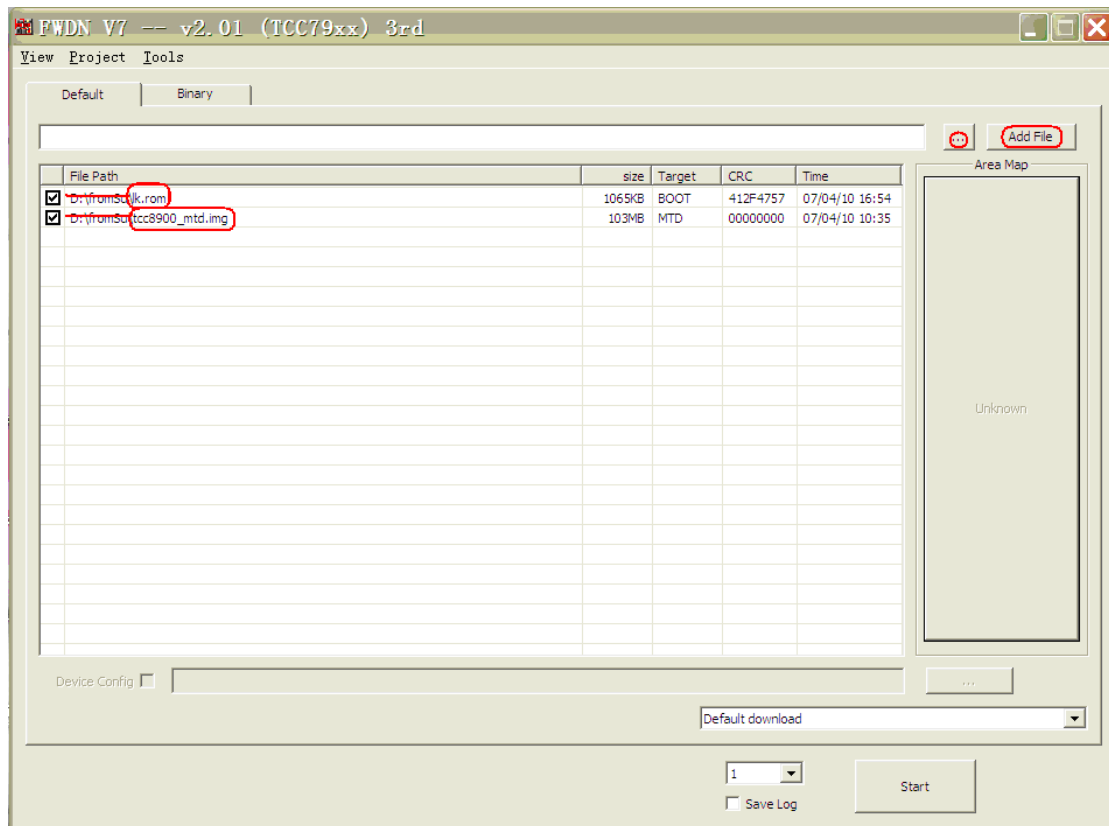 FWDN V7 -- v2.01 (TCC79xx) 3rd
View Project Tools
Default Binary
... Add File
File Path size Target CRC Time
D:\fromSu\lk.rom 1065KB BOOT 412F4757 07/04/10 16:54
D:\fromSu\tcc8900_mtd.img 103MB MTD 00000000 07/04/10 10:35
Area Map
Unknown
Device Config ...
Default download
1
Start
Save Log